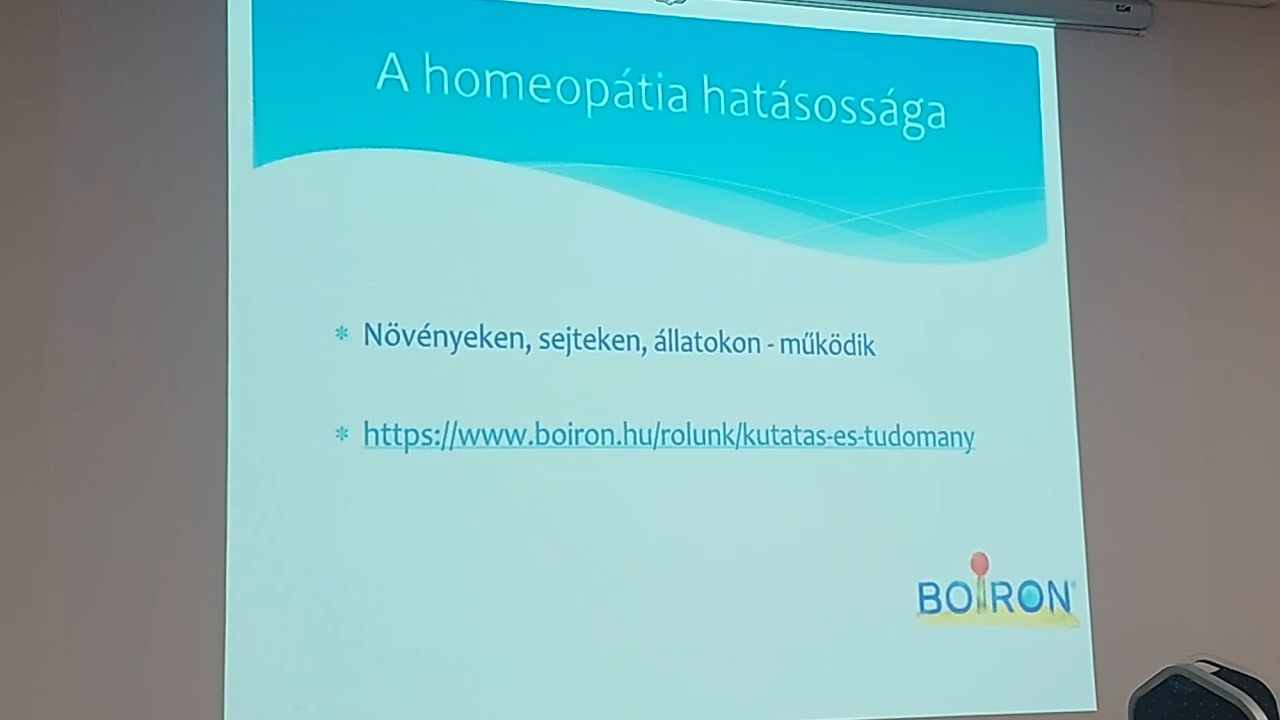 A homeopátia hatásossága
* Növényeken, sejteken, állatokon - működik
* https://www.boiron.hu/rolunk/kutatas-es-tudomany
BOIRON®